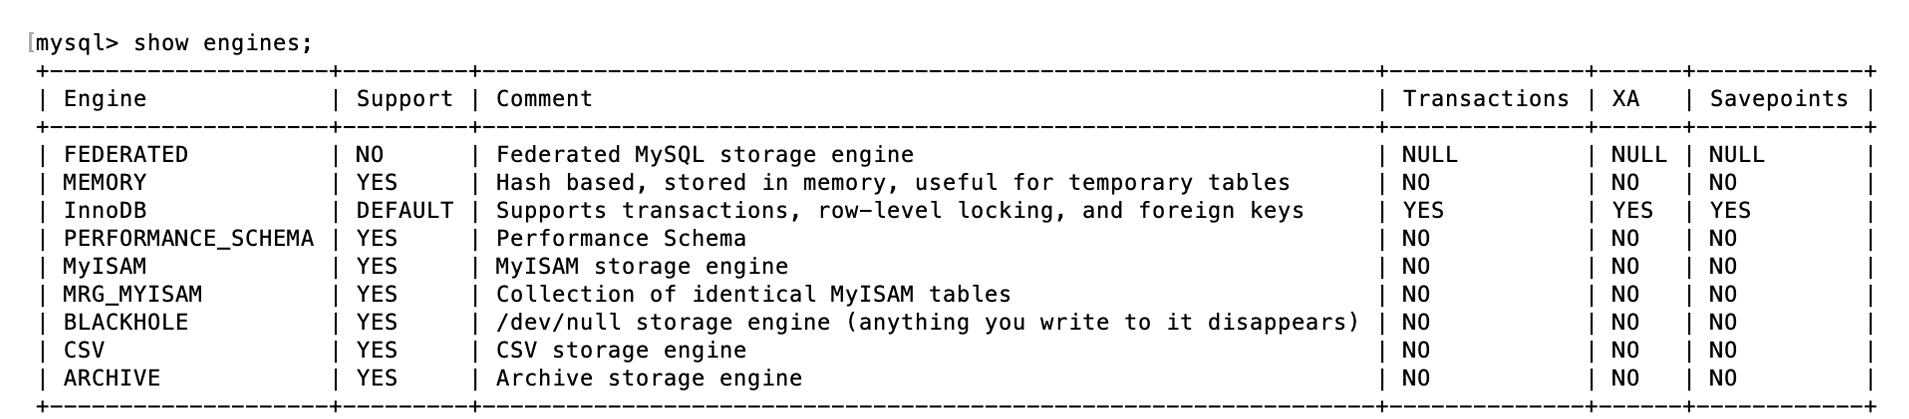 [mysql> show engines;
+--------------------+---------+----------------------------------------------------------------+--------------+------+------------+
| Engine             | Support | Comment                                                        | Transactions | XA   | Savepoints |
+--------------------+---------+----------------------------------------------------------------+--------------+------+------------+
| FEDERATED          | NO      | Federated MySQL storage engine                                 | NULL         | NULL | NULL       |
| MEMORY             | YES     | Hash based, stored in memory, useful for temporary tables      | NO           | NO   | NO         |
| InnoDB             | DEFAULT | Supports transactions, row-level locking, and foreign keys     | YES          | YES  | YES        |
| PERFORMANCE_SCHEMA | YES     | Performance Schema                                             | NO           | NO   | NO         |
| MyISAM             | YES     | MyISAM storage engine                                          | NO           | NO   | NO         |
| MRG_MYISAM         | YES     | Collection of identical MyISAM tables                          | NO           | NO   | NO         |
| BLACKHOLE          | YES     | /dev/null storage engine (anything you write to it disappears) | NO           | NO   | NO         |
| CSV                | YES     | CSV storage engine                                             | NO           | NO   | NO         |
| ARCHIVE            | YES     | Archive storage engine                                         | NO           | NO   | NO         |
+--------------------+---------+----------------------------------------------------------------+--------------+------+------------+